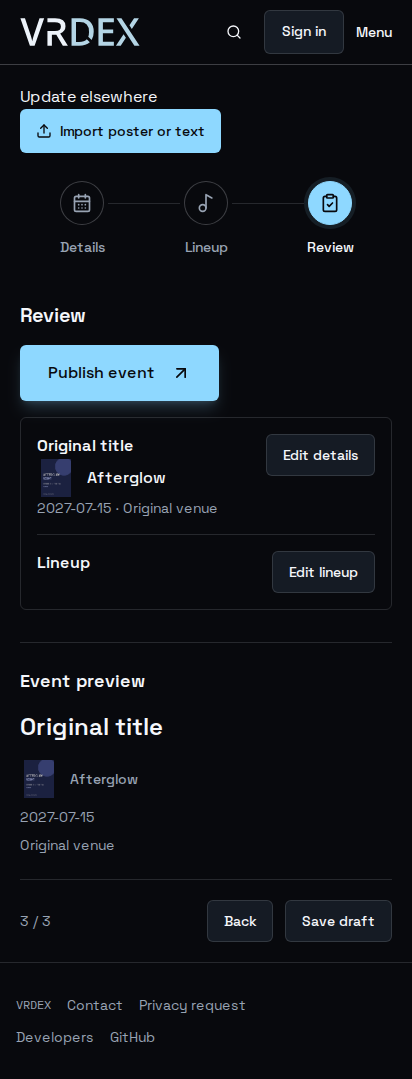 VRDEX
Sign in
Menu
Update elsewhere
Import poster or text
Details
Lineup
Review
Review
Publish event
Original title
Edit details
Afterglow
2027-07-15 · Original venue
Lineup
Edit lineup
Event preview
Original title
Afterglow
2027-07-15
Original venue
3 / 3
Back
Save draft
VRDEX Contact Privacy request
Developers GitHub